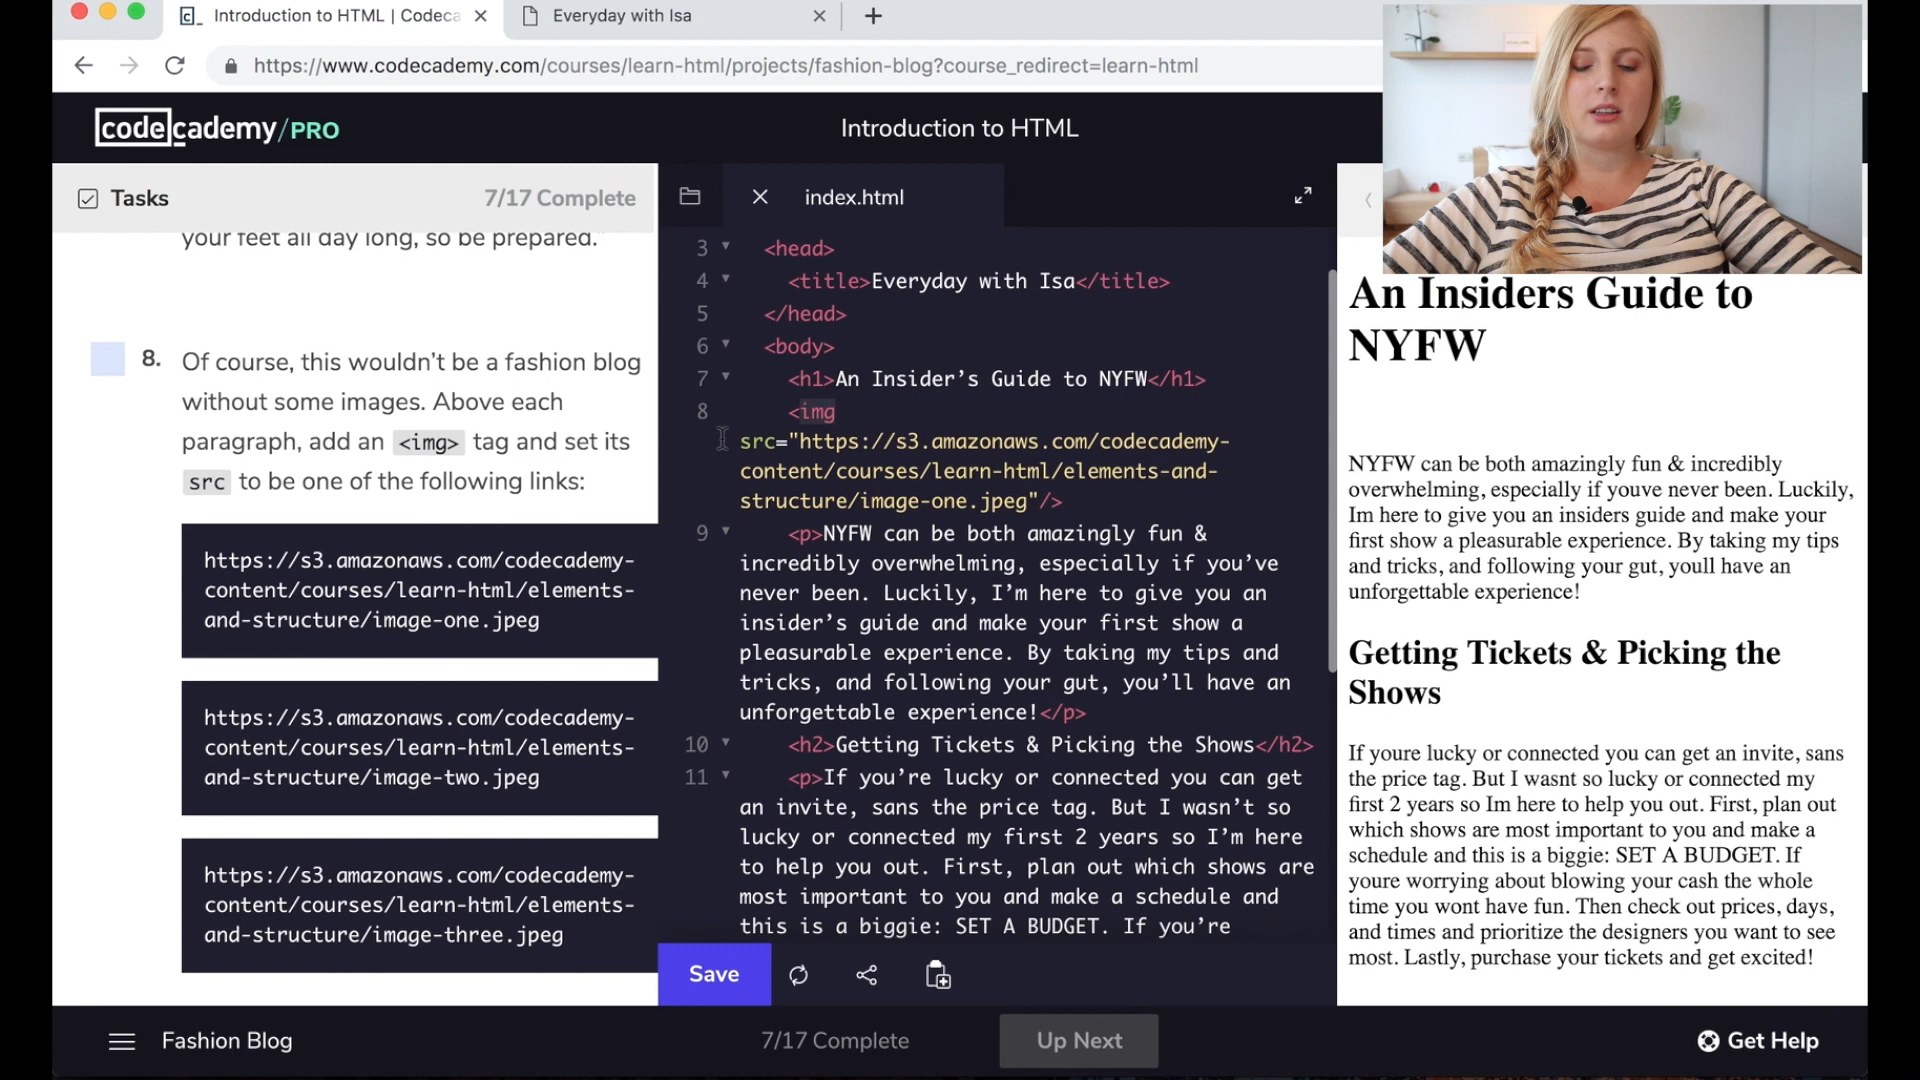 Introduction to HTML | Codeca
Everyday with Isa
https://www.codecademy.com/courses/learn-html/projects/fashion-blog?course_redirect=learn-html
codecademy/PRO
Introduction to HTML
Tasks
7/17 Complete
your feet all day long, so be prepared."
8. Of course, this wouldn't be a fashion blog
without some images. Above each
paragraph, add an <img> tag and set its
src to be one of the following links:
https://s3.amazonaws.com/codecademy-
content/courses/learn-html/elements-
and-structure/image-one.jpeg
https://s3.amazonaws.com/codecademy-
content/courses/learn-html/elements-
and-structure/image-two.jpeg
https://s3.amazonaws.com/codecademy-
content/courses/learn-html/elements-
and-structure/image-three.jpeg
index.html
3 <head>
4 <title>Everyday with Isa</title>
5 </head>
6 <body>
7 <h1>An Insider’s Guide to NYFW</h1>
8 <img
src="https://s3.amazonaws.com/codecademy-
content/courses/learn-html/elements-and-
structure/image-one.jpeg"/>
9 <p>NYFW can be both amazingly fun &
incredibly overwhelming, especially if you’ve
never been. Luckily, I’m here to give you an
insider’s guide and make your first show a
pleasurable experience. By taking my tips and
tricks, and following your gut, you’ll have an
unforgettable experience!</p>
10 <h2>Getting Tickets & Picking the Shows</h2>
11 <p>If you’re lucky or connected you can get
an invite, sans the price tag. But I wasn’t so
lucky or connected my first 2 years so I’m here
to help you out. First, plan out which shows are
most important to you and make a schedule and
this is a biggie: SET A BUDGET. If you’re
Save
An Insiders Guide to
NYFW
NYFW can be both amazingly fun & incredibly
overwhelming, especially if youve never been. Luckily,
Im here to give you an insiders guide and make your
first show a pleasurable experience. By taking my tips
and tricks, and following your gut, youll have an
unforgettable experience!
Getting Tickets & Picking the
Shows
If youre lucky or connected you can get an invite, sans
the price tag. But I wasnt so lucky or connected my
first 2 years so Im here to help you out. First, plan out
which shows are most important to you and make a
schedule and this is a biggie: SET A BUDGET. If
youre worrying about blowing your cash the whole
time you wont have fun. Then check out prices, days,
and times and prioritize the designers you want to see
most. Lastly, purchase your tickets and get excited!
Fashion Blog
7/17 Complete
Up Next
Get Help